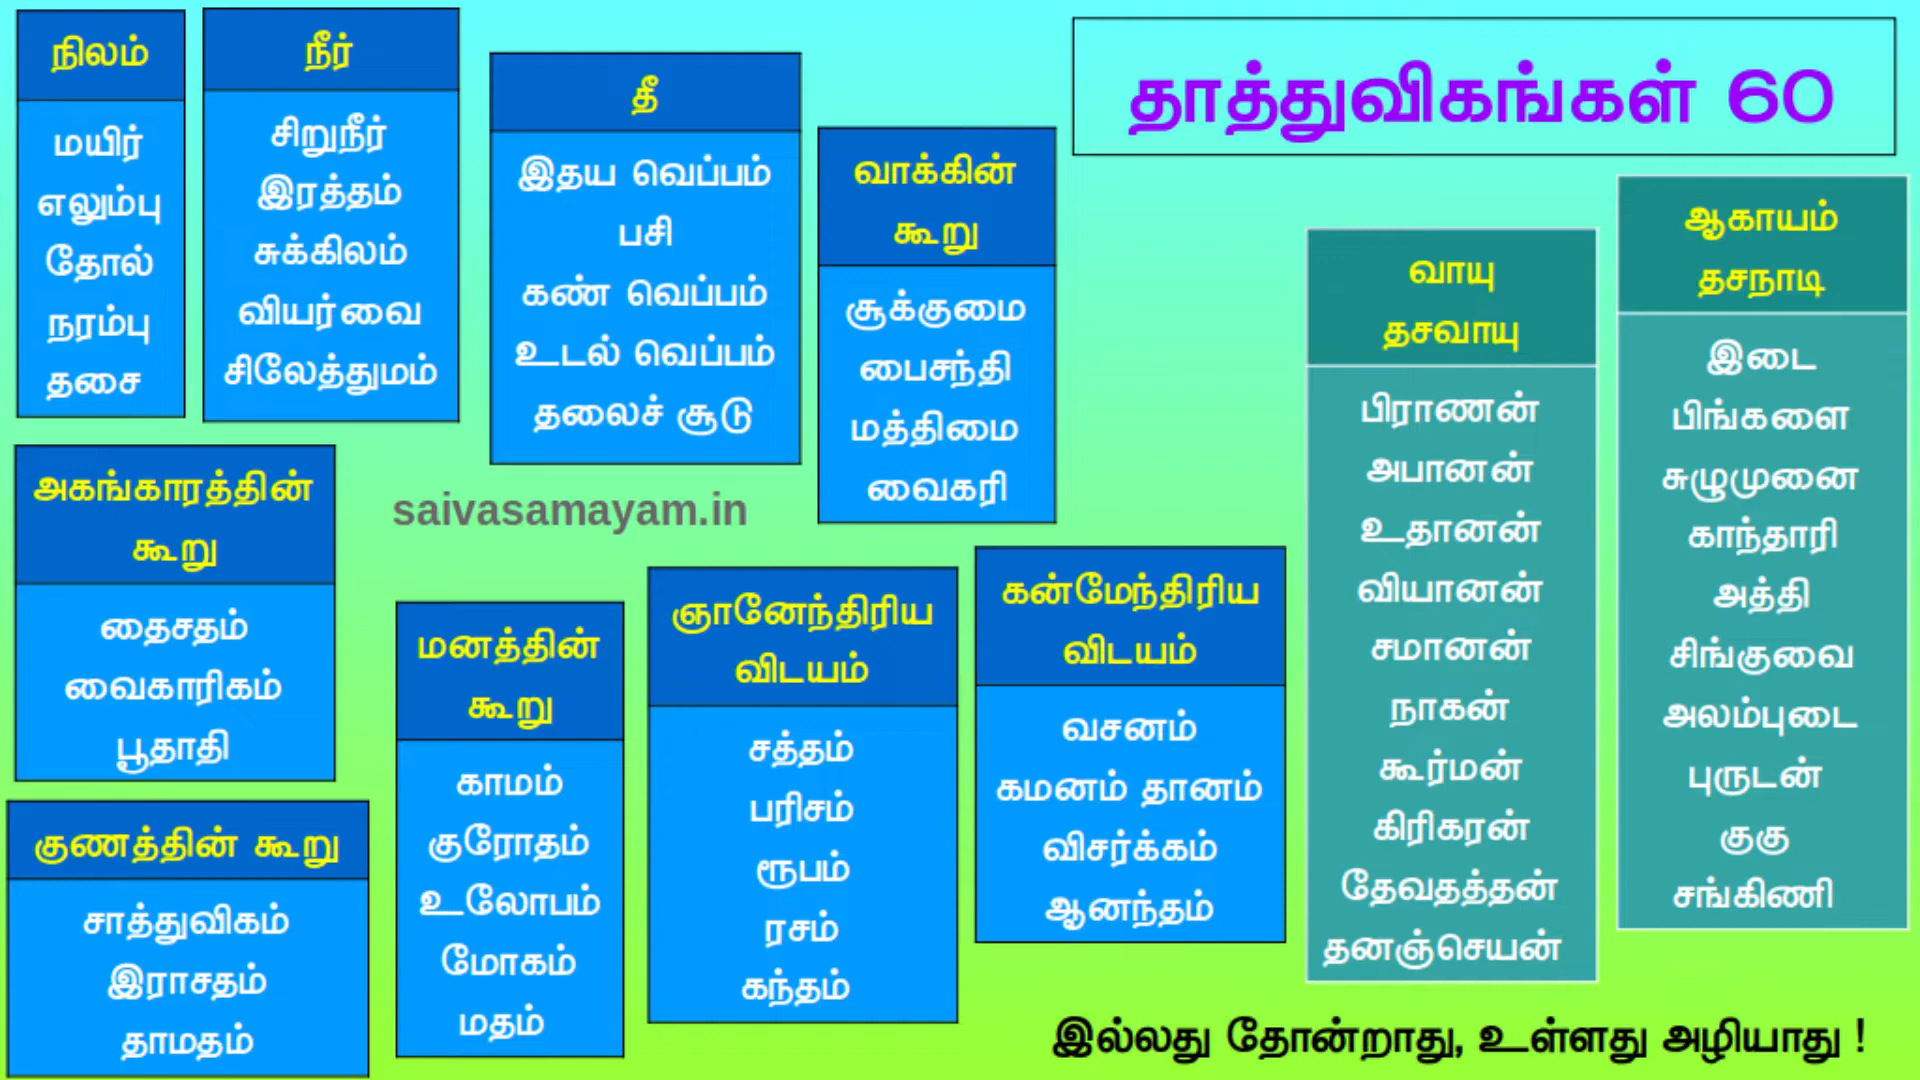 நிலம்
மயிர்
எலும்பு
தோல்
நரம்பு
தசை
நீர்
சிறுநீர்
இரத்தம்
சுக்கிலம்
வியர்வை
சிலேத்துமம்
தீ
இதய வெப்பம்
பசி
கண் வெப்பம்
உடல் வெப்பம்
தலைச் சூடு
வாக்கின்
கூறு
சூக்குமை
பைசந்தி
மத்திமை
வைகரி
தாத்துவிகங்கள் 60
வாயு
தசவாயு
பிராணன்
அபானன்
உதானன்
வியானன்
சமானன்
நாகன்
கூர்மன்
கிரிகரன்
தேவதத்தன்
தனஞ்செயன்
ஆகாயம்
தசநாடி
இடை
பிங்களை
சுழுமுனை
காந்தாரி
அத்தி
சிங்குவை
அலம்புடை
புருடன்
குகு
சங்கிணி
அகங்காரத்தின்
கூறு
தைசதம்
வைகாரிகம்
பூதாதி
saivasamayam.in
குணத்தின் கூறு
சாத்துவிகம்
இராசதம்
தாமதம்
மனத்தின்
கூறு
காமம்
குரோதம்
உலோபம்
மோகம்
மதம்
ஞானேந்திரிய
விடயம்
சத்தம்
பரிசம்
ரூபம்
ரசம்
கந்தம்
கன்மேந்திரிய
விடயம்
வசனம்
கமனம் தானம்
விசர்க்கம்
ஆனந்தம்
இல்லது தோன்றாது, உள்ளது அழியாது !